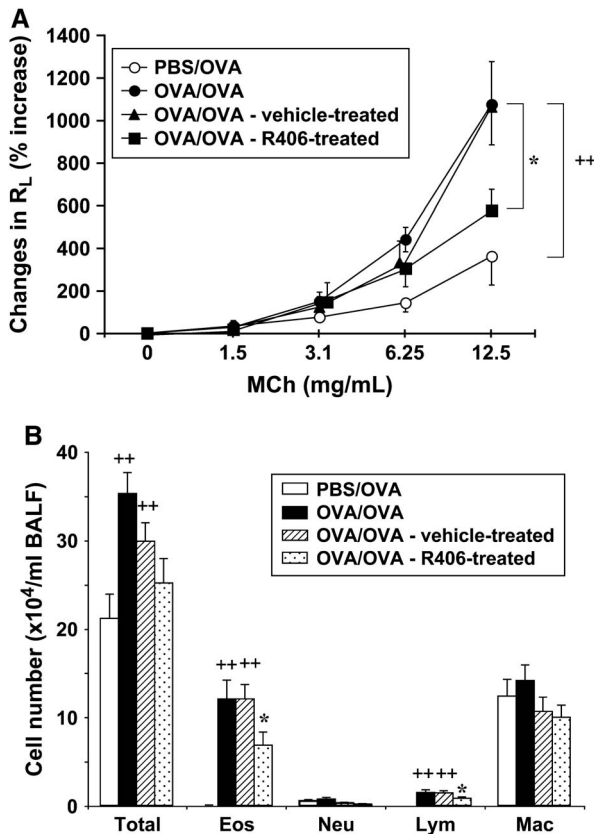 A
Changes in RL (% increase)
1400
1200
1000
800
600
400
200
0
PBS/OVA
OVA/OVA
OVA/OVA - vehicle-treated
OVA/OVA - R406-treated
*
++
0 1.5 3.1 6.25 12.5
MCh (mg/mL)
B
Cell number (x10⁴/ml BALF)
40
30
20
10
0
PBS/OVA
OVA/OVA
OVA/OVA - vehicle-treated
OVA/OVA - R406-treated
++
++
++ ++
*
++ ++
*
Total Eos Neu Lym Mac